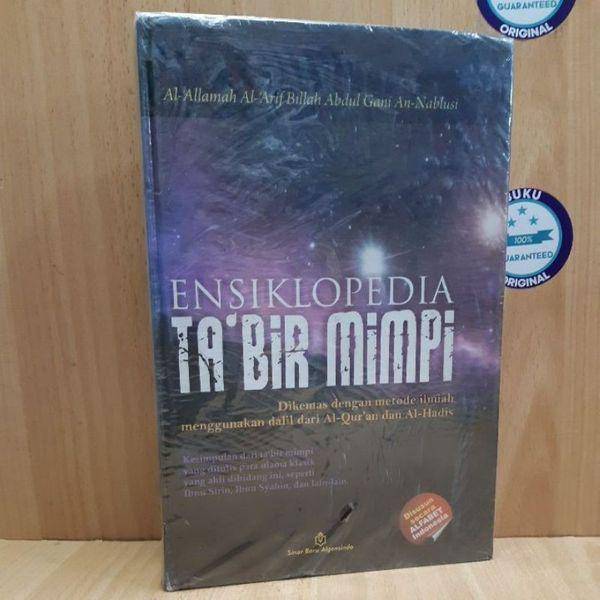 GUARANTEED
ORIGINAL
Al-'Allamah Al-'Arif Billah Abdul Gani An-Nablusi
BUKU
100%
GUARANTEED
ORIGINAL
ENSIKLOPEDIA
TA'BIR MIMPI
Dikemas dengan metode ilmiah
menggunakan dalil dari Al-Qur'an dan Al-Hadis
Kesimpulan dari ta'bir mimpi
yang ditulis para ulama klasik
yang ahli dibidang ini, seperti
Ibnu Sirin, Ibnu Syahin, dan lain-lain.
Disusun
secara
ALFABET
Indonesia
Sinar Baru Algensindo